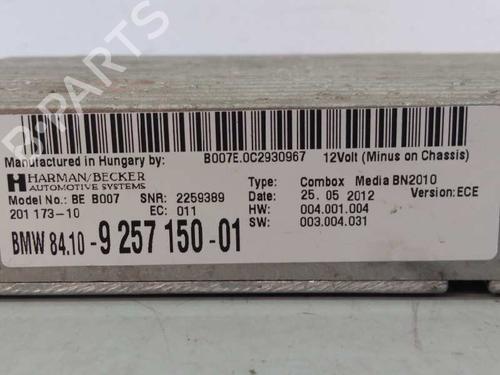 B-PARTS
Manufactured in Hungary by: B007E.0C2930967 12Volt (Minus on Chassis)
HARMAN/BECKER
AUTOMOTIVE SYSTEMS
Type: Combox Media BN2010
Model No.: BE B007 SNR: 2259389 Date: 25. 05 2012 Version:ECE
201 173-10 EC: 011 HW: 004.001.004
SW: 003.004.031
BMW 84.10-9 257 150-01